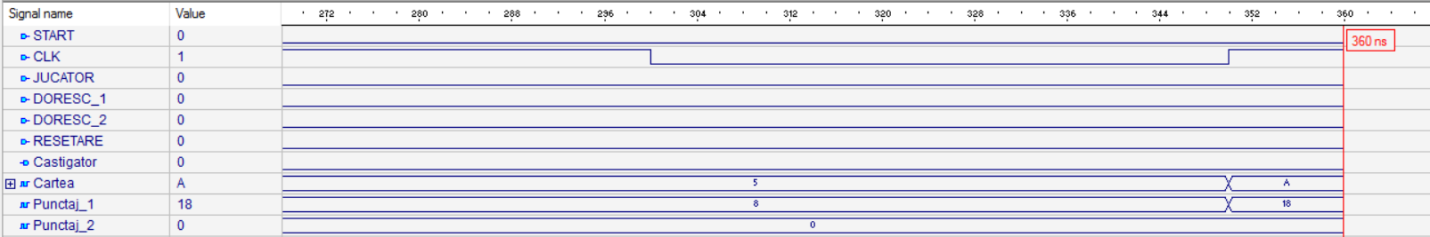 Signal name Value 272 280 288 296 304 312 320 328 336 344 352 360
START 0 360 ns
CLK 1
JUCATOR 0
DORESC_1 0
DORESC_2 0
RESETARE 0
Castigator 0
Cartea A 5 A
Punctaj_1 18 8 18
Punctaj_2 0 0